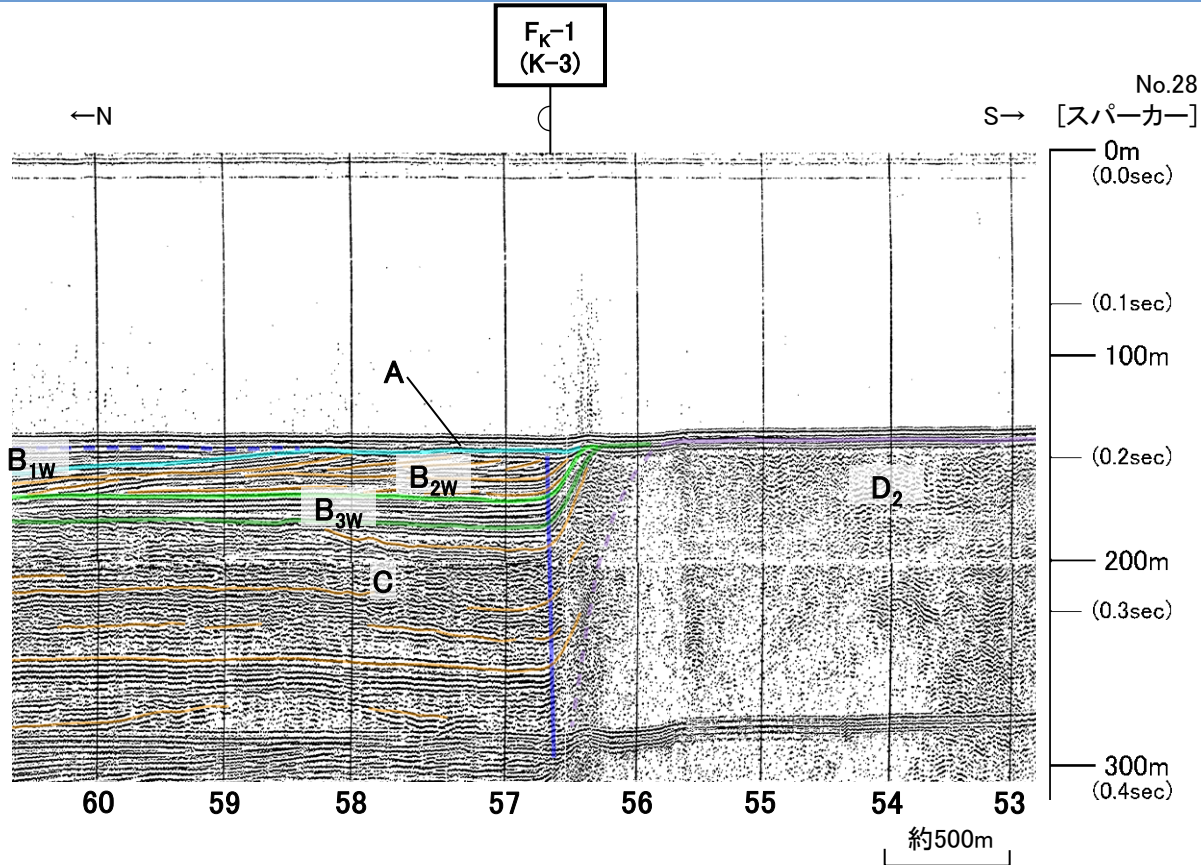 F_K-1
(K-3)
No.28
←N
S→
[スパーカー]
0m
(0.0sec)
(0.1sec)
100m
A
B_1W
B_2W
B_3W
D_2
C
(0.2sec)
200m
(0.3sec)
300m
(0.4sec)
60 59 58 57 56 55 54 53
約500m